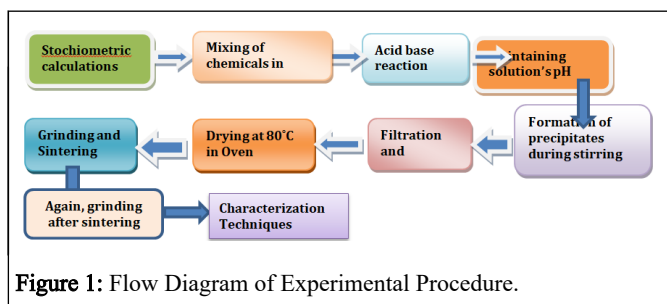 Stochiometric
calculations
Mixing of
chemicals in
Acid base
reaction
intaining
solution's pH
Formation of
precipitates
during stirring
Filtration
and
Drying at 80°C
in Oven
Grinding and
Sintering
Again, grinding
after sintering
Characterization
Techniques
Figure 1: Flow Diagram of Experimental Procedure.